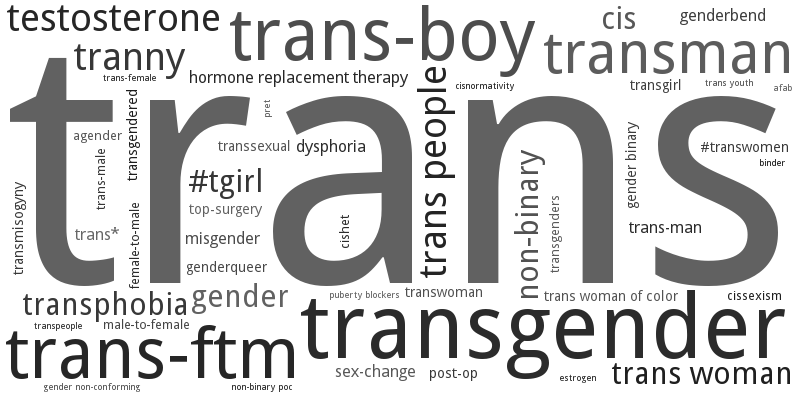 testosterone
trans-boy
cis
genderbend
tranny
transman
trans-female
hormone replacement therapy
cisnormativity
transgirl
trans youth
afab
trans
transgendered
pret
trans people
agender
transsexual
dysphoria
gender binary
#transwomen
binder
trans-male
#tgirl
non-binary
transmisogyny
top-surgery
transgenders
trans*
female-to-male
misgender
cishet
trans-man
genderqueer
transphobia
gender
puberty blockers
transwoman
trans woman of color
cissexism
transpeople
male-to-female
transgender
trans-ftm
sex-change
post-op
estrogen
trans woman
gender non-conforming
non-binary poc